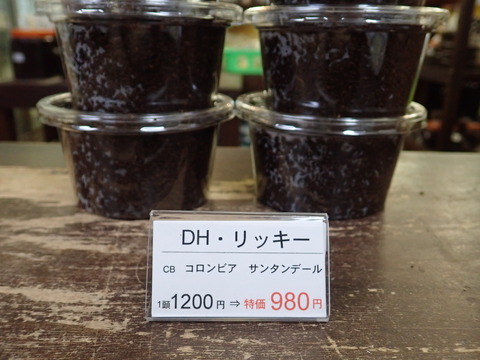 DH・リッキー
CB コロンビア サンタンデール
1頭1200円⇒特価 980円